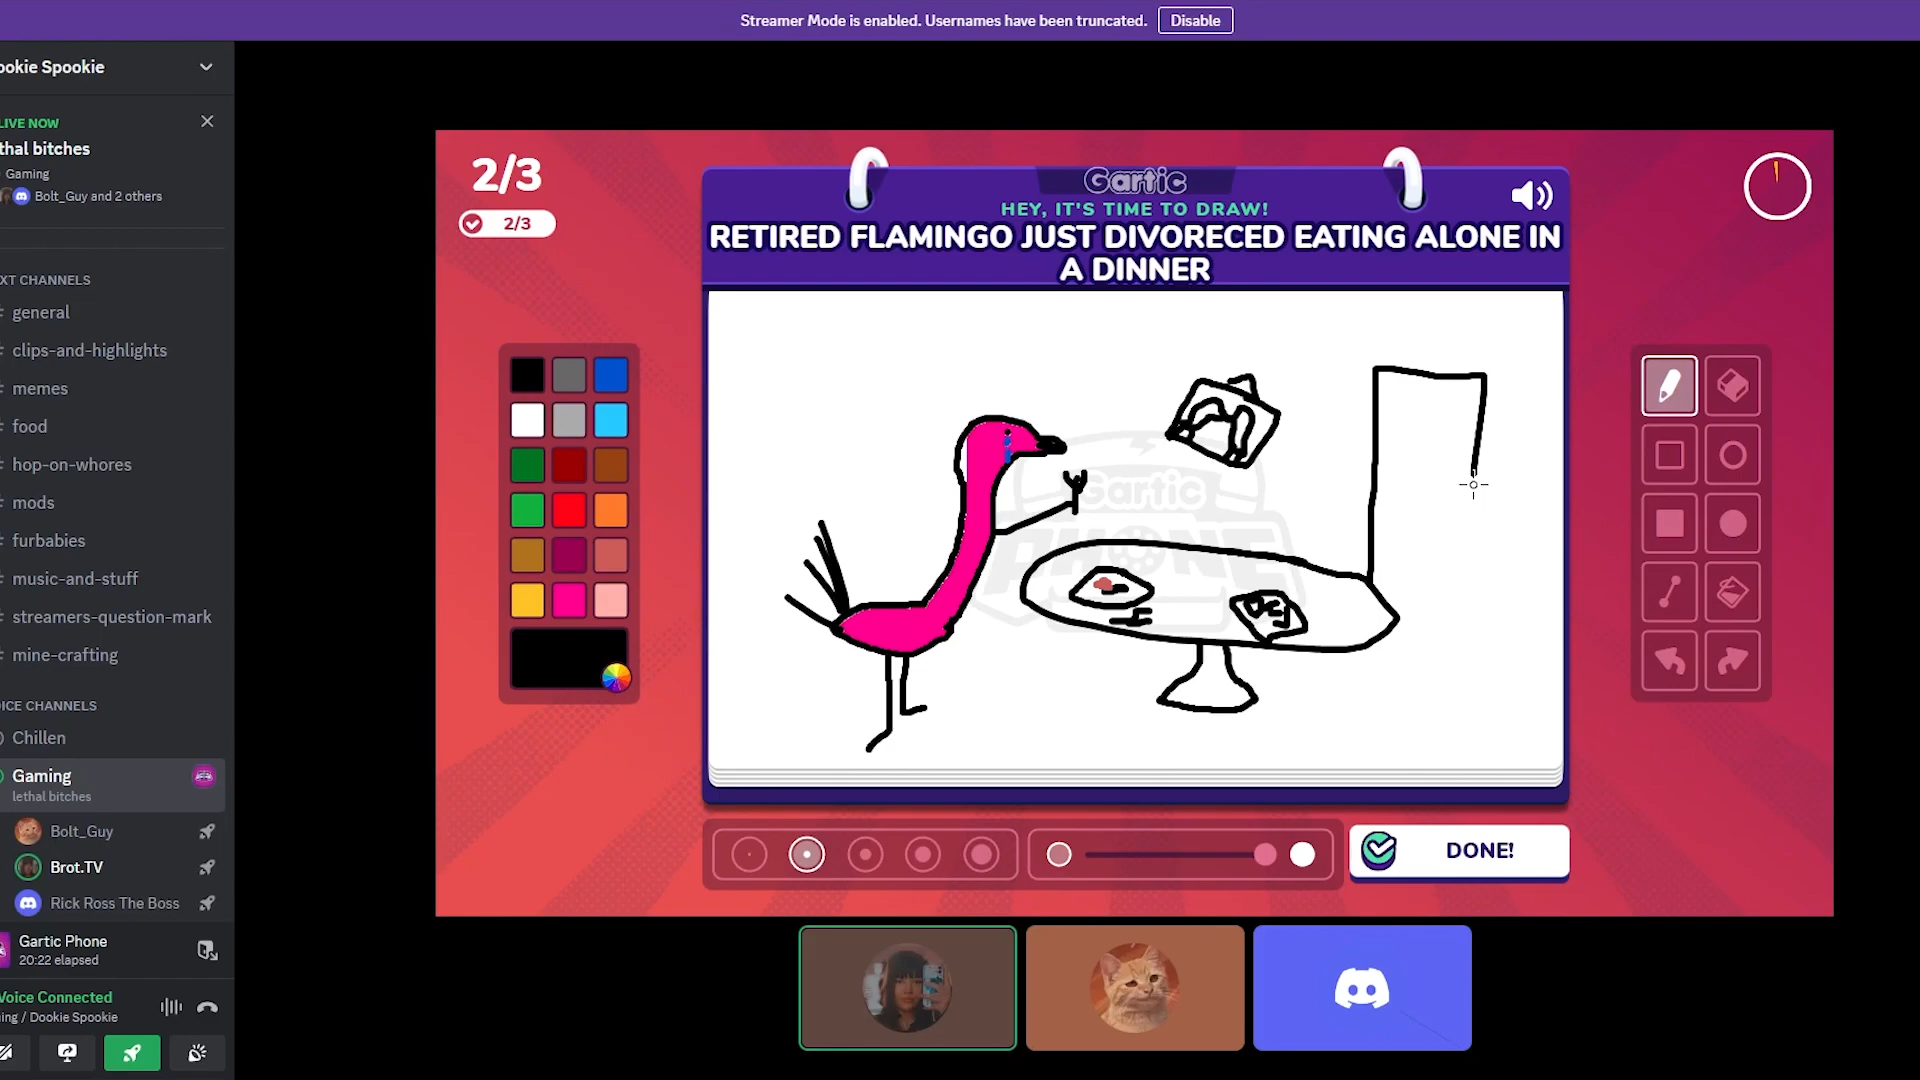 Streamer Mode is enabled. Usernames have been truncated.
Disable
ookie Spookie
LIVE NOW
thal bitches
Gaming
Bolt_Guy and 2 others
XT CHANNELS
general
clips-and-highlights
memes
food
hop-on-whores
mods
furbabies
music-and-stuff
streamers-question-mark
mine-crafting
ICE CHANNELS
Chillen
Gaming
lethal bitches
Bolt_Guy
Brot.TV
Rick Ross The Boss
Gartic Phone
20:22 elapsed
Voice Connected
ing / Dookie Spookie
2/3
2/3
Gartic
HEY, IT'S TIME TO DRAW!
RETIRED FLAMINGO JUST DIVORECED EATING ALONE IN
A DINNER
Gartic
PHONE
DONE!